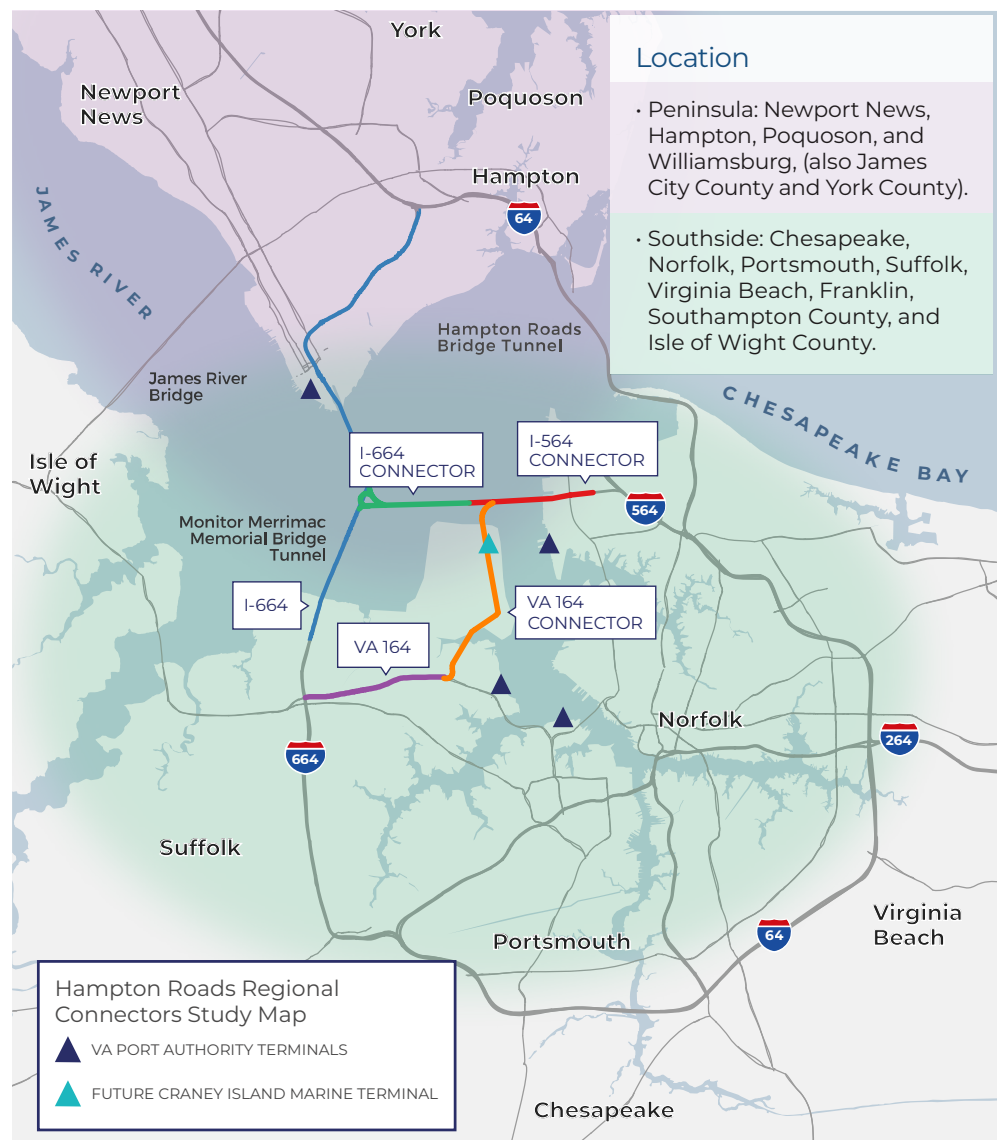 York
Location
Newport
News
Poquoson
• Peninsula: Newport News,
Hampton, Poquoson, and
Williamsburg, (also James
City County and York County).
Hampton
64
JAMES RIVER
• Southside: Chesapeake,
Norfolk, Portsmouth, Suffolk,
Virginia Beach, Franklin,
Southampton County, and
Isle of Wight County.
Hampton Roads
Bridge Tunnel
James River
Bridge
CHESAPEAKE BAY
I-664
CONNECTOR
I-564
CONNECTOR
Isle of
Wight
564
Monitor Merrimac
Memorial Bridge
Tunnel
I-664
VA 164
CONNECTOR
VA 164
Norfolk
264
664
Suffolk
Virginia
Beach
64
Portsmouth
Hampton Roads Regional
Connectors Study Map
VA PORT AUTHORITY TERMINALS
FUTURE CRANEY ISLAND MARINE TERMINAL
Chesapeake